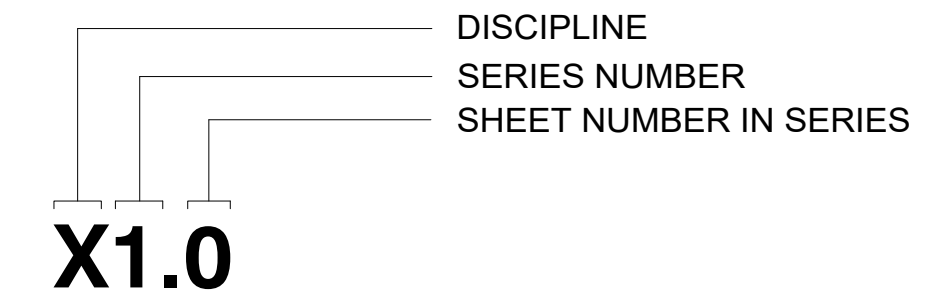 DISCIPLINE
SERIES NUMBER
SHEET NUMBER IN SERIES
X1.0